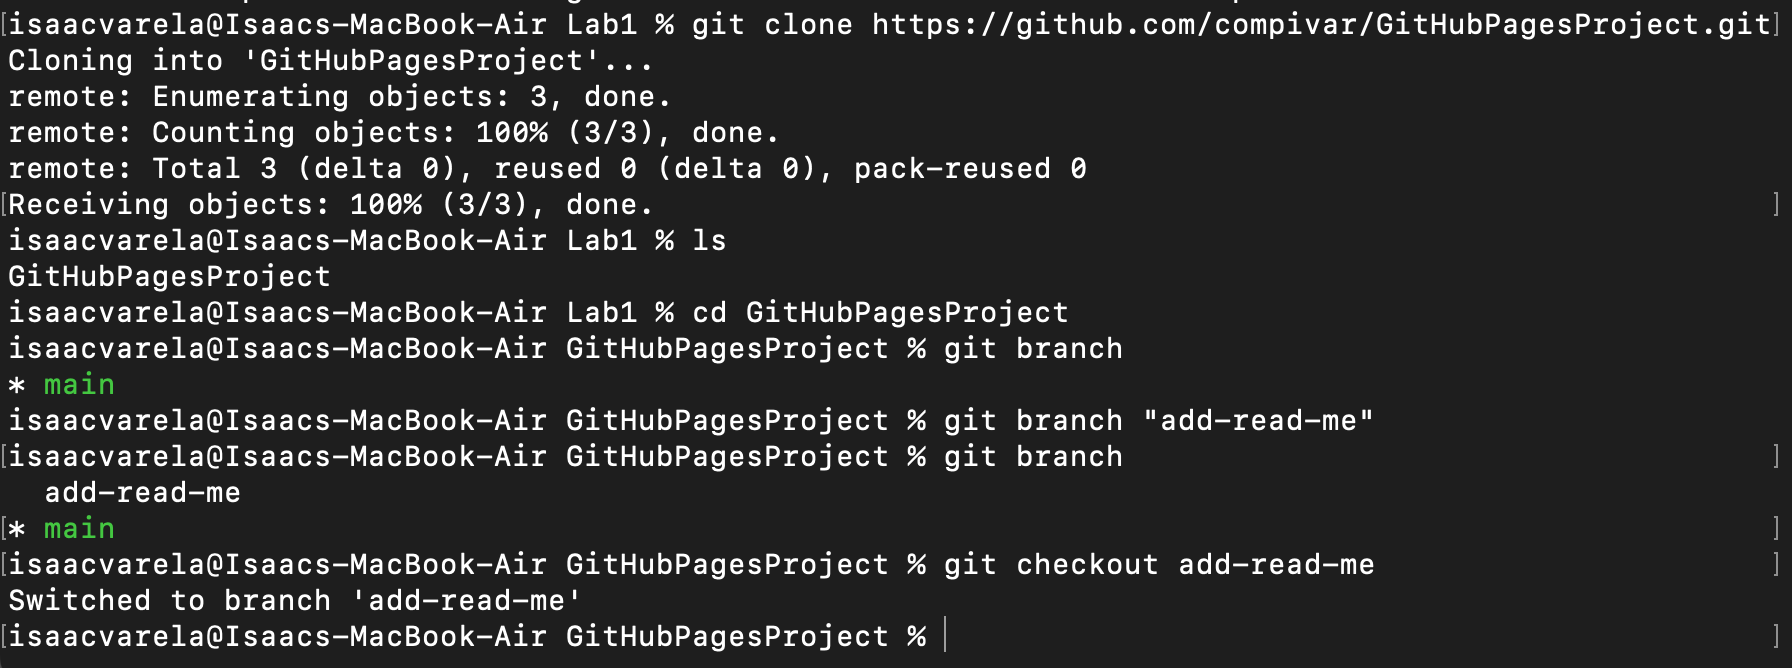 isaacvarela@Isaacs-MacBook-Air Lab1 % git clone https://github.com/compivar/GitHubPagesProject.git
Cloning into 'GitHubPagesProject'...
remote: Enumerating objects: 3, done.
remote: Counting objects: 100% (3/3), done.
remote: Total 3 (delta 0), reused 0 (delta 0), pack-reused 0
Receiving objects: 100% (3/3), done.
isaacvarela@Isaacs-MacBook-Air Lab1 % ls
GitHubPagesProject
isaacvarela@Isaacs-MacBook-Air Lab1 % cd GitHubPagesProject
isaacvarela@Isaacs-MacBook-Air GitHubPagesProject % git branch
* main
isaacvarela@Isaacs-MacBook-Air GitHubPagesProject % git branch "add-read-me"
isaacvarela@Isaacs-MacBook-Air GitHubPagesProject % git branch
  add-read-me
* main
isaacvarela@Isaacs-MacBook-Air GitHubPagesProject % git checkout add-read-me
Switched to branch 'add-read-me'
isaacvarela@Isaacs-MacBook-Air GitHubPagesProject %